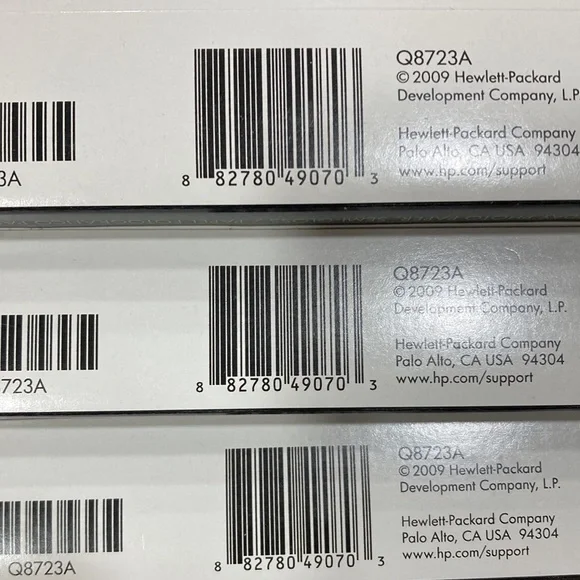 Q8723A
© 2009 Hewlett-Packard
Development Company, L.P
Hewlett-Packard Company
Palo Alto, CA USA 94304
www.hp.com/support
3A
8 82780 49070 3
Q8723A
© 2009 Hewlett-Packard
Development Company, L.P.
Hewlett-Packard Company
Palo Alto, CA USA 94304
www.hp.com/support
723A
8 82780 49070 3
Q8723A
© 2009 Hewlett-Packard
Development Company, L.P.
Hewlett-Packard Company
Palo Alto, CA USA 94304
www.hp.com/support
Q8723A
8 82780 49070 3